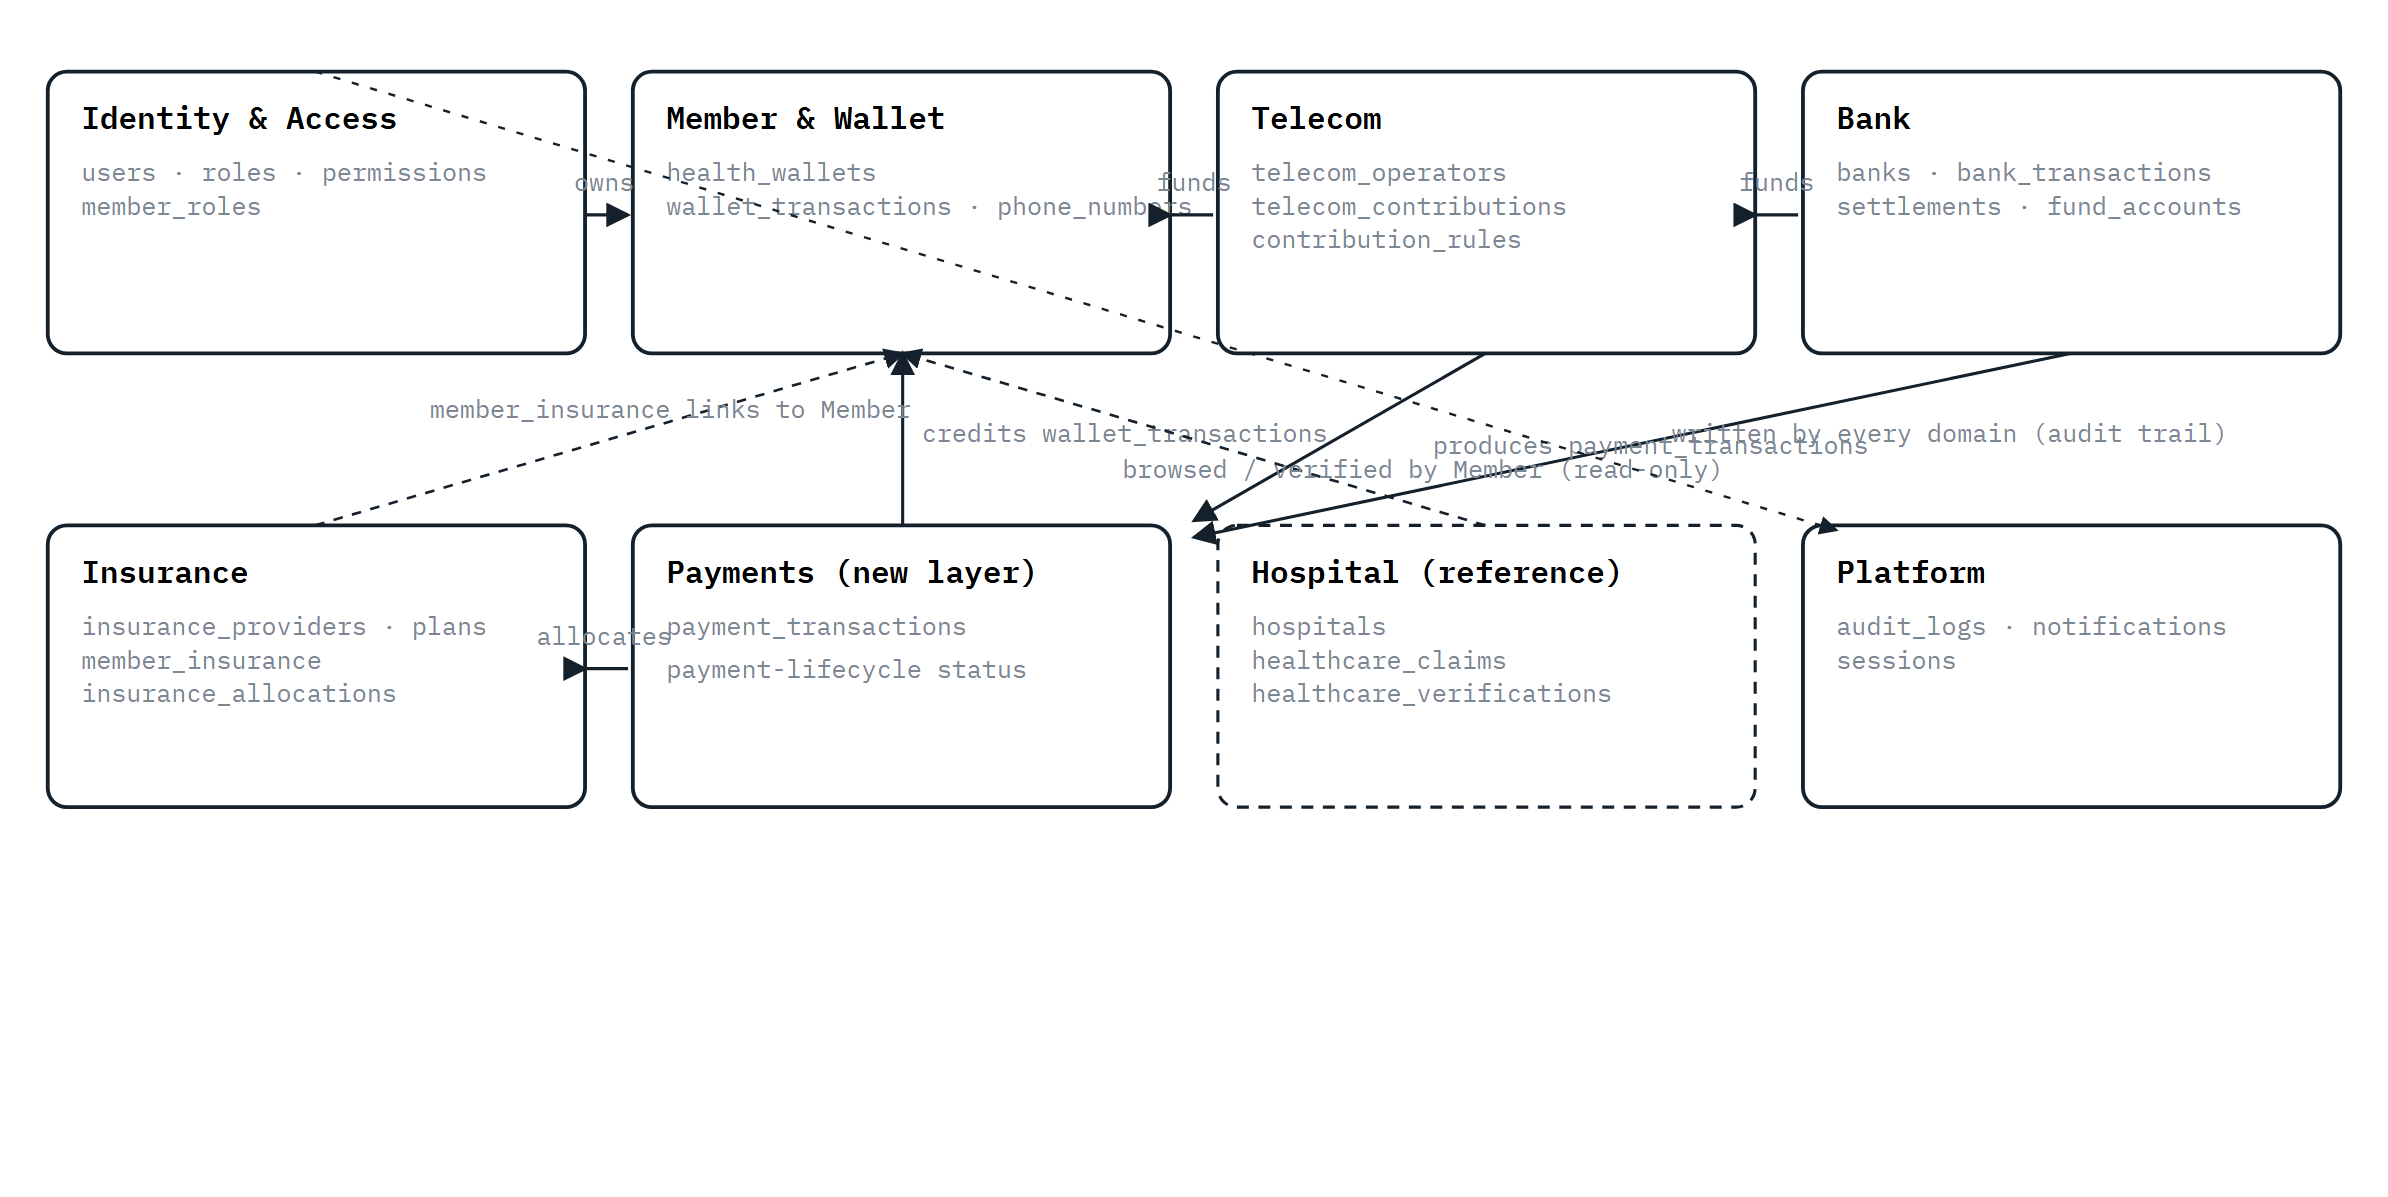 Identity & Access
users · roles · permissions
member_roles
owns
Member & Wallet
health_wallets
wallet_transactions · phone_numbers
funds
Telecom
telecom_operators
telecom_contributions
contribution_rules
funds
Bank
banks · bank_transactions
settlements · fund_accounts
member_insurance links to Member
credits wallet_transactions
written by every domain (audit trail)
produces payment_transactions
browsed / verified by Member (read-only)
Insurance
insurance_providers · plans
member_insurance
insurance_allocations
allocates
Payments (new layer)
payment_transactions
payment-lifecycle status
Hospital (reference)
hospitals
healthcare_claims
healthcare_verifications
Platform
audit_logs · notifications
sessions